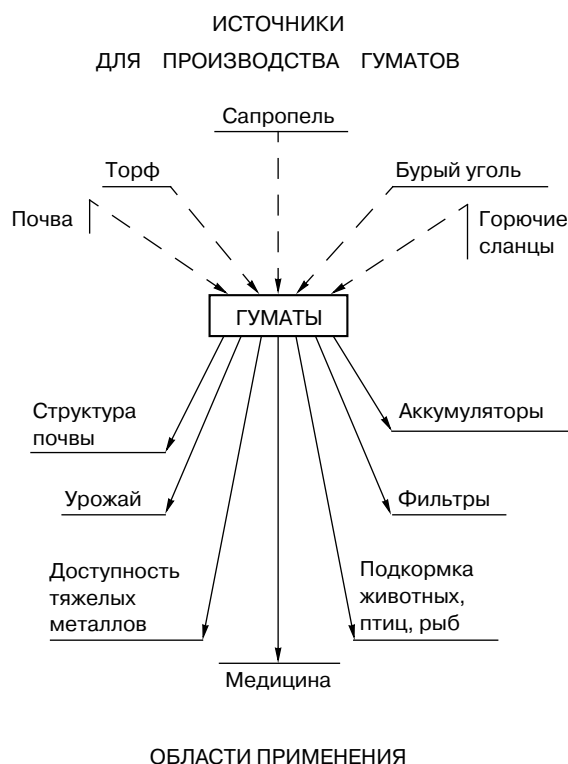 ИСТОЧНИКИ
ДЛЯ ПРОИЗВОДСТВА ГУМАТОВ
Сапропель
Торф
Бурый уголь
Почва
Горючие
сланцы
ГУМАТЫ
Структура
почвы
Аккумуляторы
Урожай
Фильтры
Доступность
тяжелых
металлов
Подкормка
животных,
птиц, рыб
Медицина
ОБЛАСТИ ПРИМЕНЕНИЯ